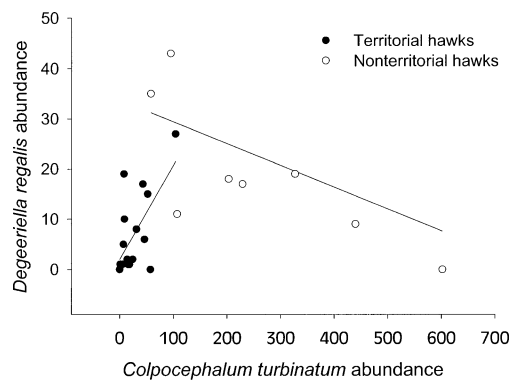 50
40
30
20
10
0
Degeeriella regalis abundance
Territorial hawks
Nonterritorial hawks
0 100 200 300 400 500 600 700
Colpocephalum turbinatum abundance